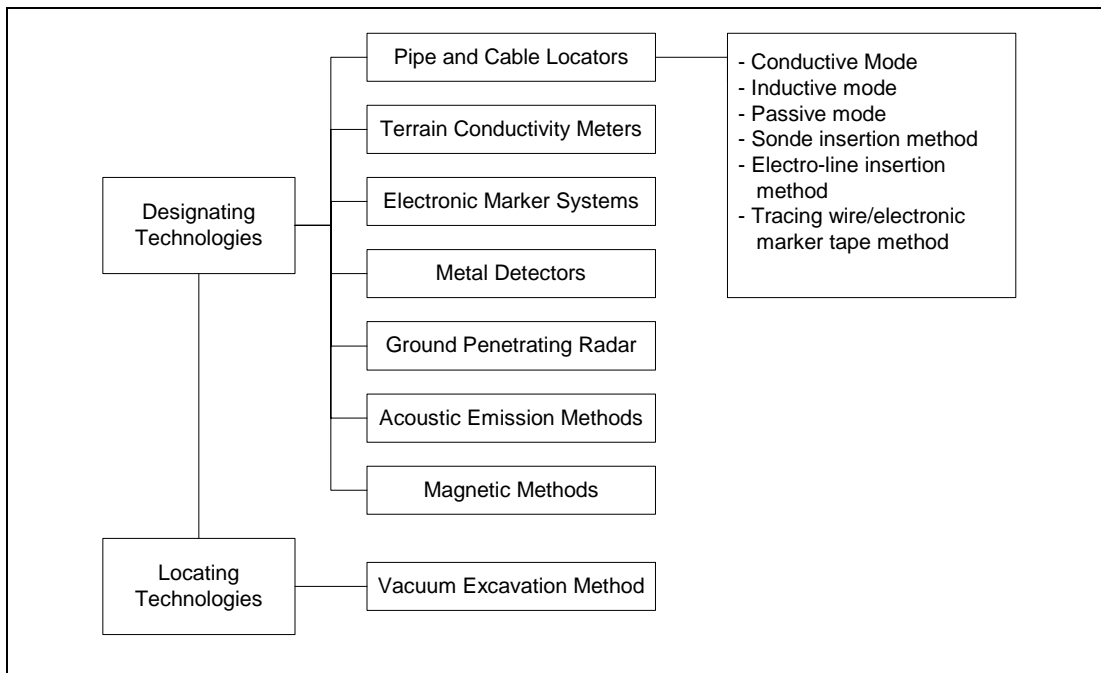 Pipe and Cable Locators
- Conductive Mode
- Inductive mode
- Passive mode
- Sonde insertion method
- Electro-line insertion
method
- Tracing wire/electronic
marker tape method
Terrain Conductivity Meters
Designating
Technologies
Electronic Marker Systems
Metal Detectors
Ground Penetrating Radar
Acoustic Emission Methods
Magnetic Methods
Locating
Technologies
Vacuum Excavation Method